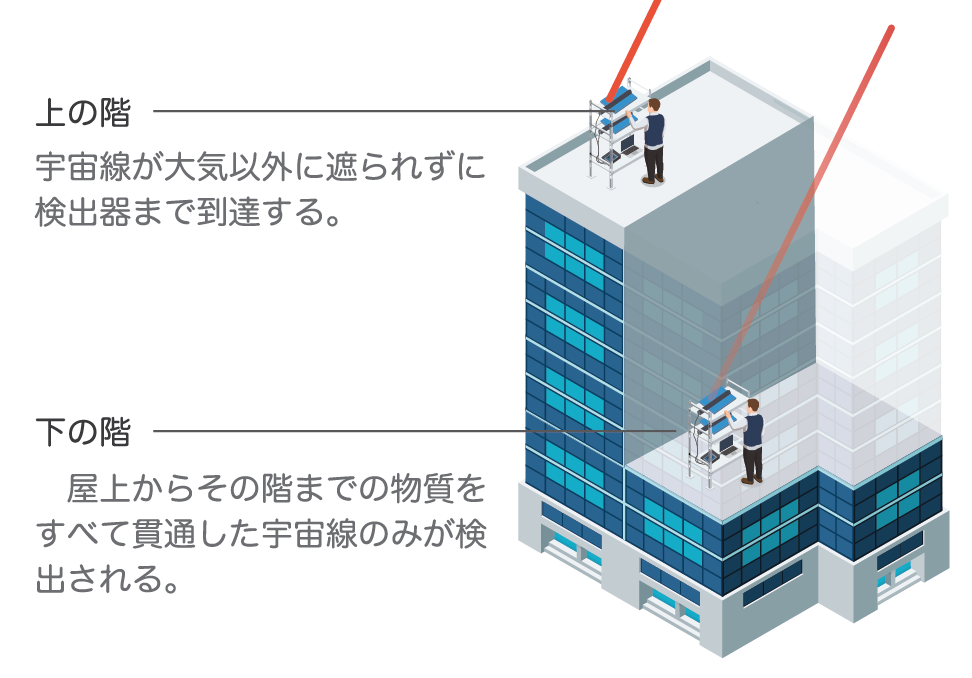 上の階
宇宙線が大気以外に遮られずに
検出器まで到達する。
下の階
屋上からその階までの物質を
すべて貫通した宇宙線のみが検
出される。